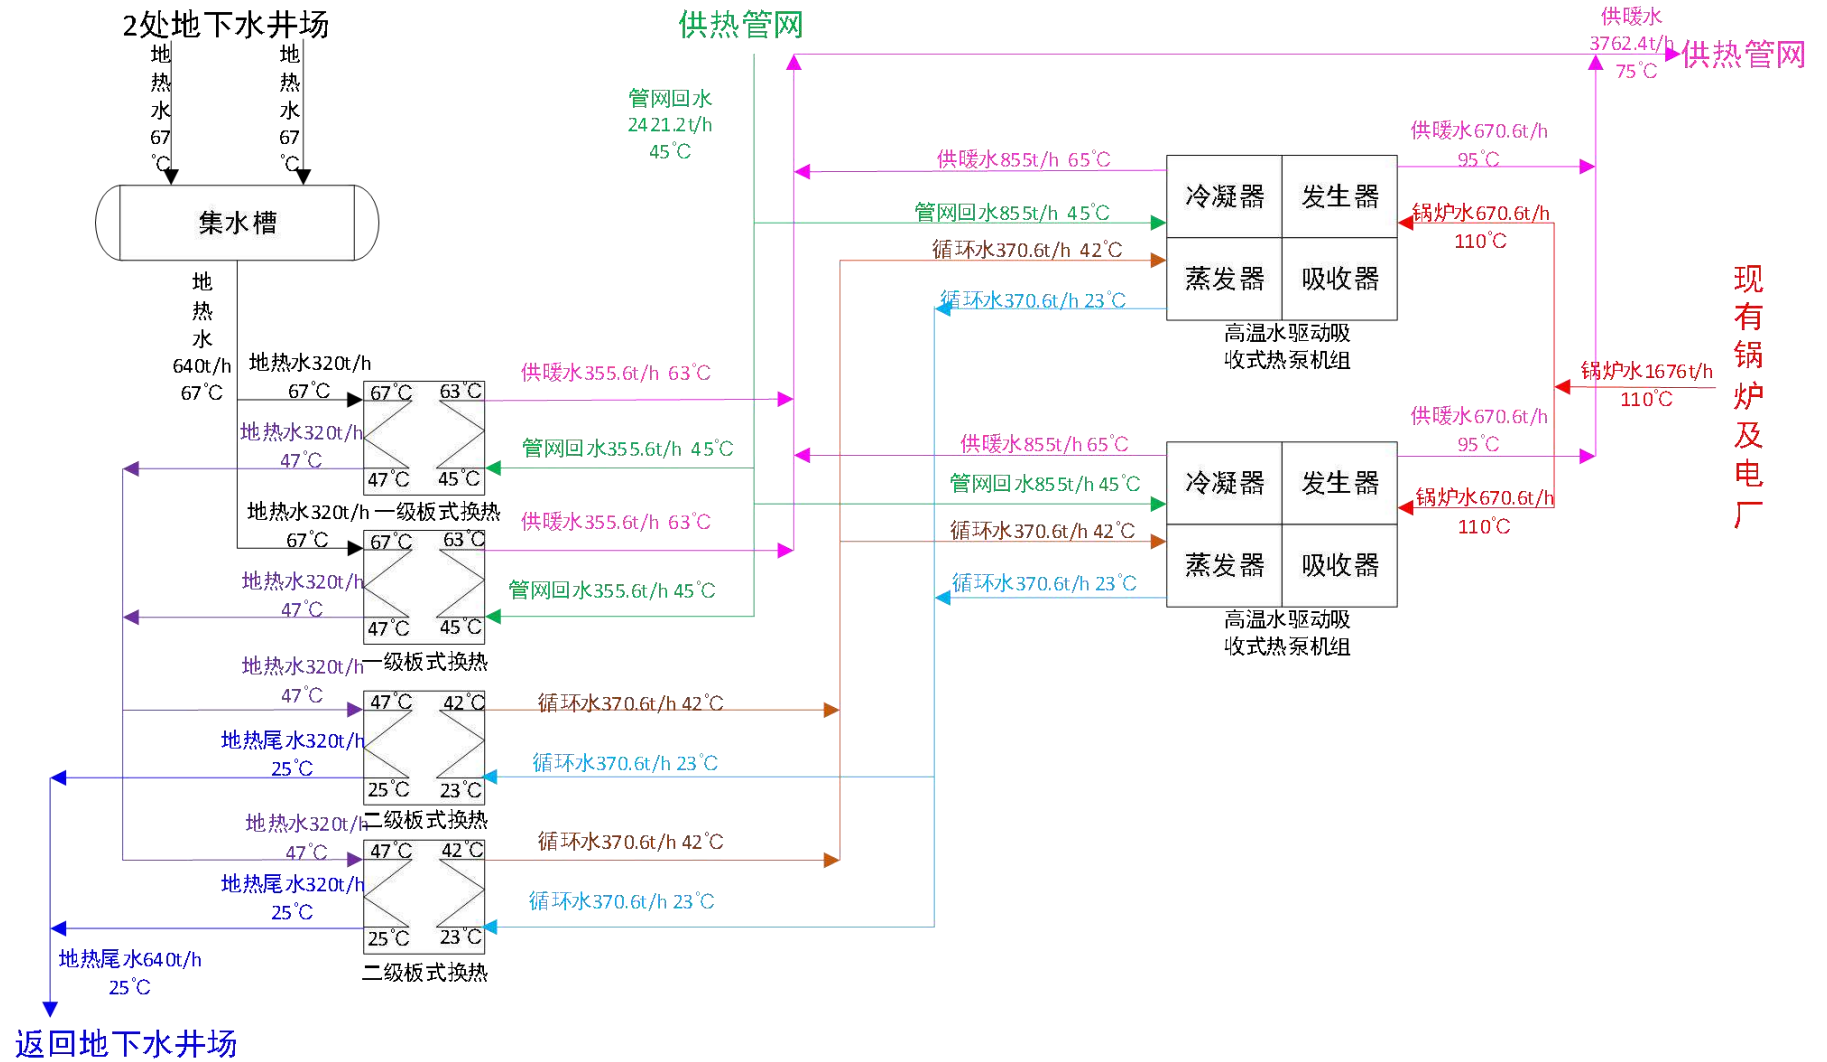 2处地下水井场
地热水67℃
地热水67℃
集水槽
地热水
640t/h
67℃
地热水320t/h
67℃
67℃
63℃
地热水320t/h
47℃
47℃
45℃
一级板式换热
地热水320t/h
67℃
67℃
63℃
地热水320t/h
47℃
47℃
45℃
一级板式换热
地热水320t/h
47℃
47℃
42℃
地热尾水320t/h
25℃
25℃
23℃
二级板式换热
地热水320t/h
47℃
47℃
42℃
地热尾水320t/h
25℃
25℃
23℃
二级板式换热
地热尾水640t/h
25℃
返回地下水井场
供热管网
管网回水
2421.2t/h
45℃
供暖水355.6t/h 63℃
管网回水355.6t/h 45℃
供暖水355.6t/h 63℃
管网回水355.6t/h 45℃
循环水370.6t/h 42℃
循环水370.6t/h 23℃
循环水370.6t/h 42℃
循环水370.6t/h 23℃
供暖水855t/h 65℃
管网回水855t/h 45℃
循环水370.6t/h 42℃
循环水370.6t/h 23℃
冷凝器
发生器
蒸发器
吸收器
高温水驱动吸
收式热泵机组
供暖水855t/h 65℃
管网回水855t/h 45℃
循环水370.6t/h 42℃
循环水370.6t/h 23℃
冷凝器
发生器
蒸发器
吸收器
高温水驱动吸
收式热泵机组
供暖水
3762.4t/h
75℃
供热管网
供暖水670.6t/h
95℃
锅炉水670.6t/h
110℃
锅炉水1676t/h
110℃
供暖水670.6t/h
95℃
锅炉水670.6t/h
110℃
现有锅炉及电厂